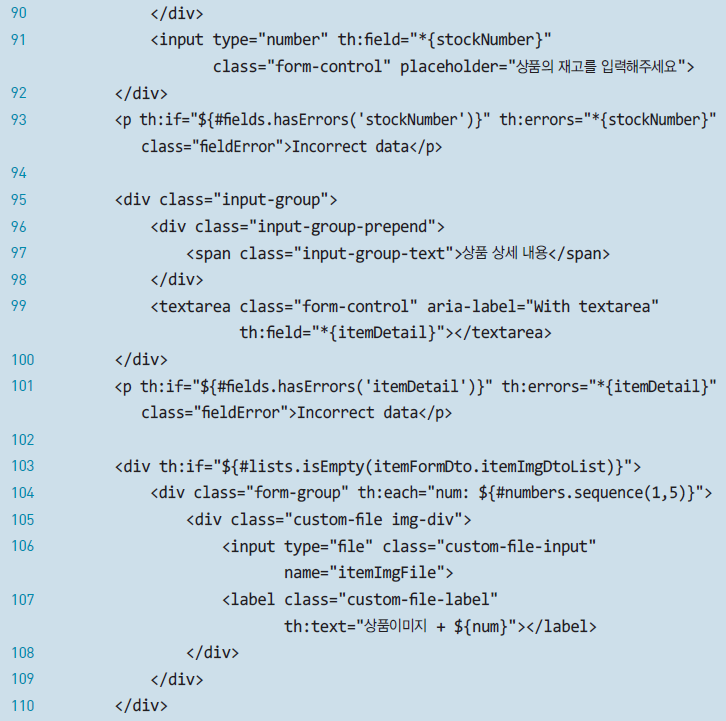 90 </div>
91 <input type="number" th:field="*{stockNumber}"
class="form-control" placeholder="상품의 재고를 입력해주세요">
92 </div>
93 <p th:if="${#fields.hasErrors('stockNumber')}" th:errors="*{stockNumber}"
class="fieldError">Incorrect data</p>
94
95 <div class="input-group">
96 <div class="input-group-prepend">
97 <span class="input-group-text">상품 상세 내용</span>
98 </div>
99 <textarea class="form-control" aria-label="With textarea"
th:field="*{itemDetail}"></textarea>
100 </div>
101 <p th:if="${#fields.hasErrors('itemDetail')}" th:errors="*{itemDetail}"
class="fieldError">Incorrect data</p>
102
103 <div th:if="${#lists.isEmpty(itemFormDto.itemImgDtoList)}">
104 <div class="form-group" th:each="num: ${#numbers.sequence(1,5)}">
105 <div class="custom-file img-div">
106 <input type="file" class="custom-file-input"
name="itemImgFile">
107 <label class="custom-file-label"
th:text="상품이미지 + ${num}"></label>
108 </div>
109 </div>
110 </div>